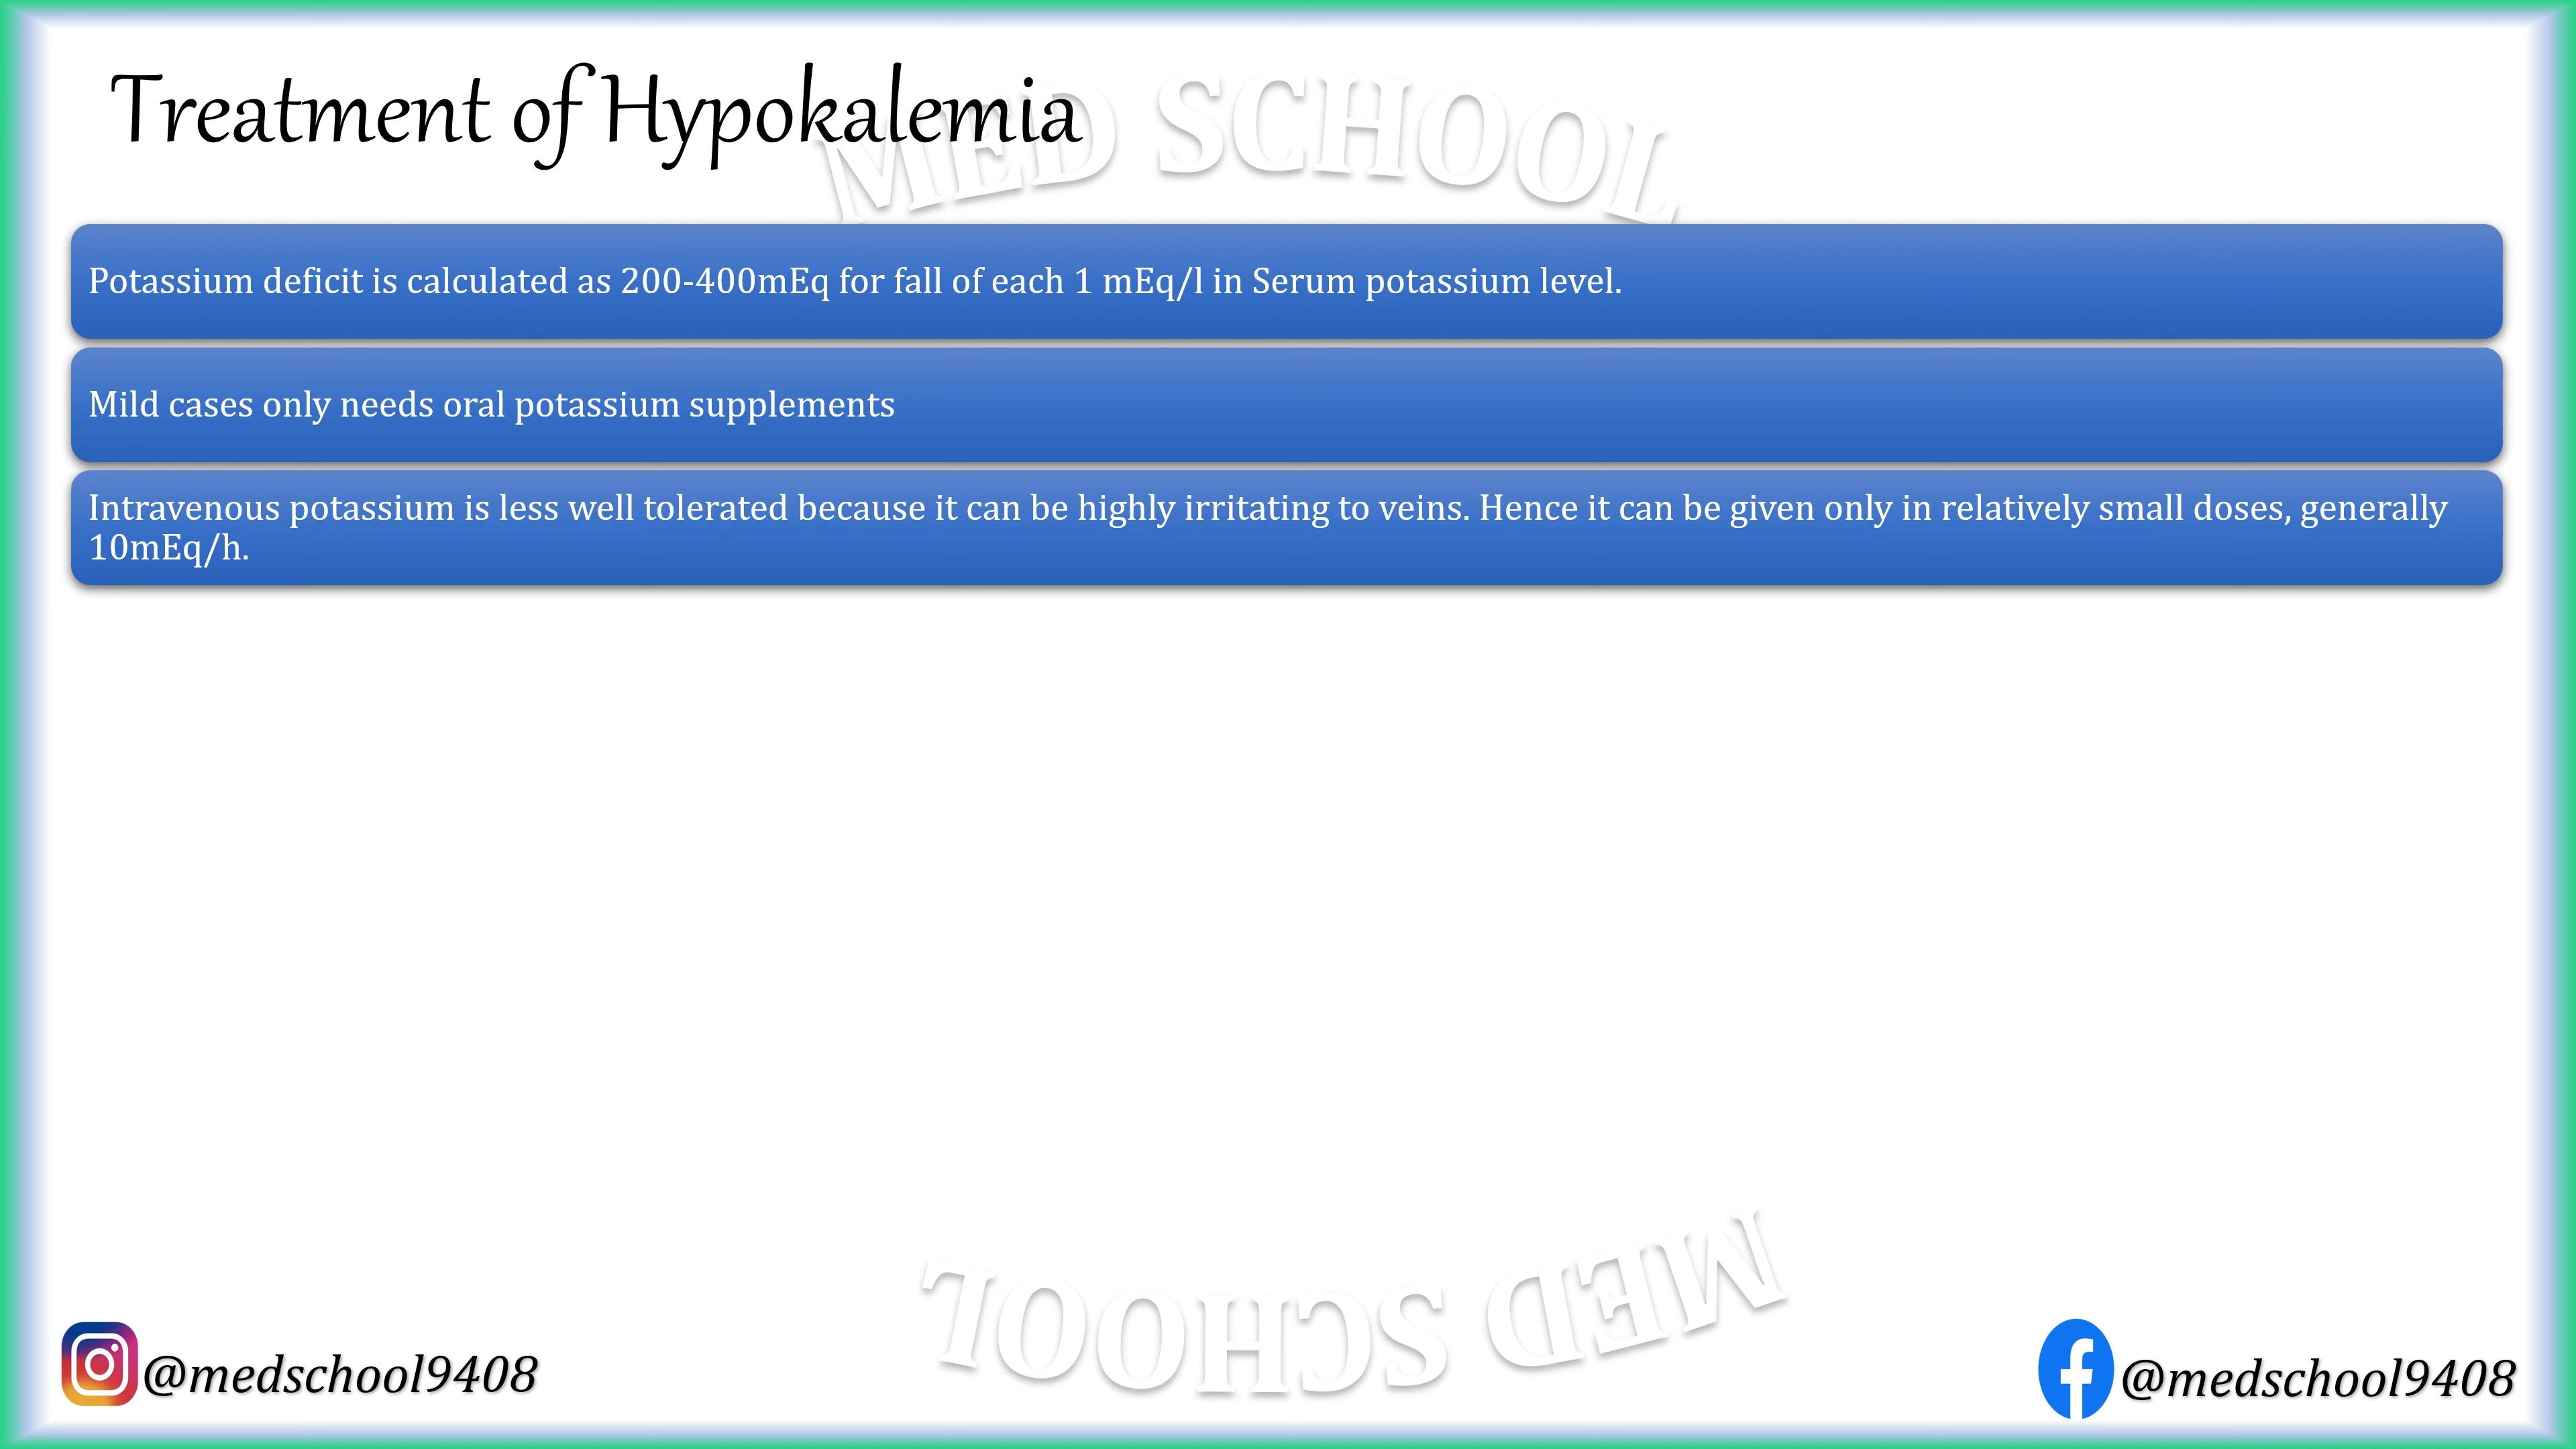 Treatment of Hypokalemia
MED SCHOOL
Potassium deficit is calculated as 200-400mEq for fall of each 1 mEq/l in Serum potassium level.
Mild cases only needs oral potassium supplements
Intravenous potassium is less well tolerated because it can be highly irritating to veins. Hence it can be given only in relatively small doses, generally
10mEq/h.
MED SCHOOL
@medschool9408
@medschool9408